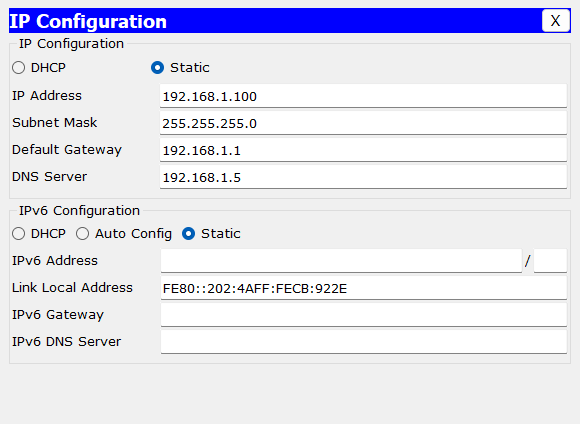 IP Configuration X
IP Configuration
DHCP Static
IP Address 192.168.1.100
Subnet Mask 255.255.255.0
Default Gateway 192.168.1.1
DNS Server 192.168.1.5
IPv6 Configuration
DHCP Auto Config Static
IPv6 Address /
Link Local Address FE80::202:4AFF:FECB:922E
IPv6 Gateway
IPv6 DNS Server